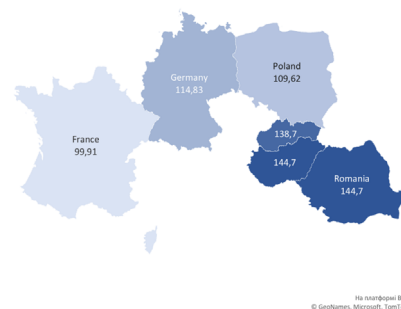 Germany
114,83
Poland
109,62
France
99,91
138,7
144,7
Romania
144,7
На платформі B
© GeoNames, Microsoft, TomT